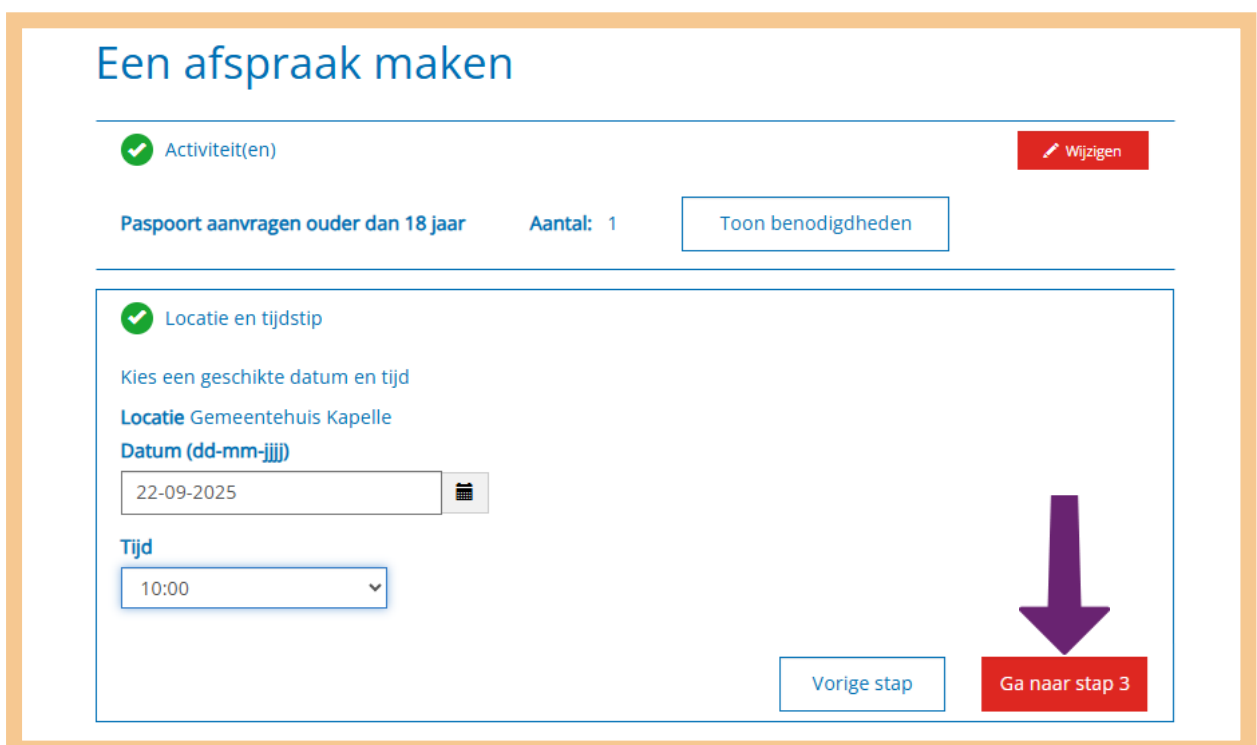 Een afspraak maken
Activiteit(en)
Wijzigen
Paspoort aanvragen ouder dan 18 jaar Aantal: 1 Toon benodigdheden
Locatie en tijdstip
Kies een geschikte datum en tijd
Locatie Gemeentehuis Kapelle
Datum (dd-mm-jjjj)
22-09-2025
Tijd
10:00
Vorige stap Ga naar stap 3